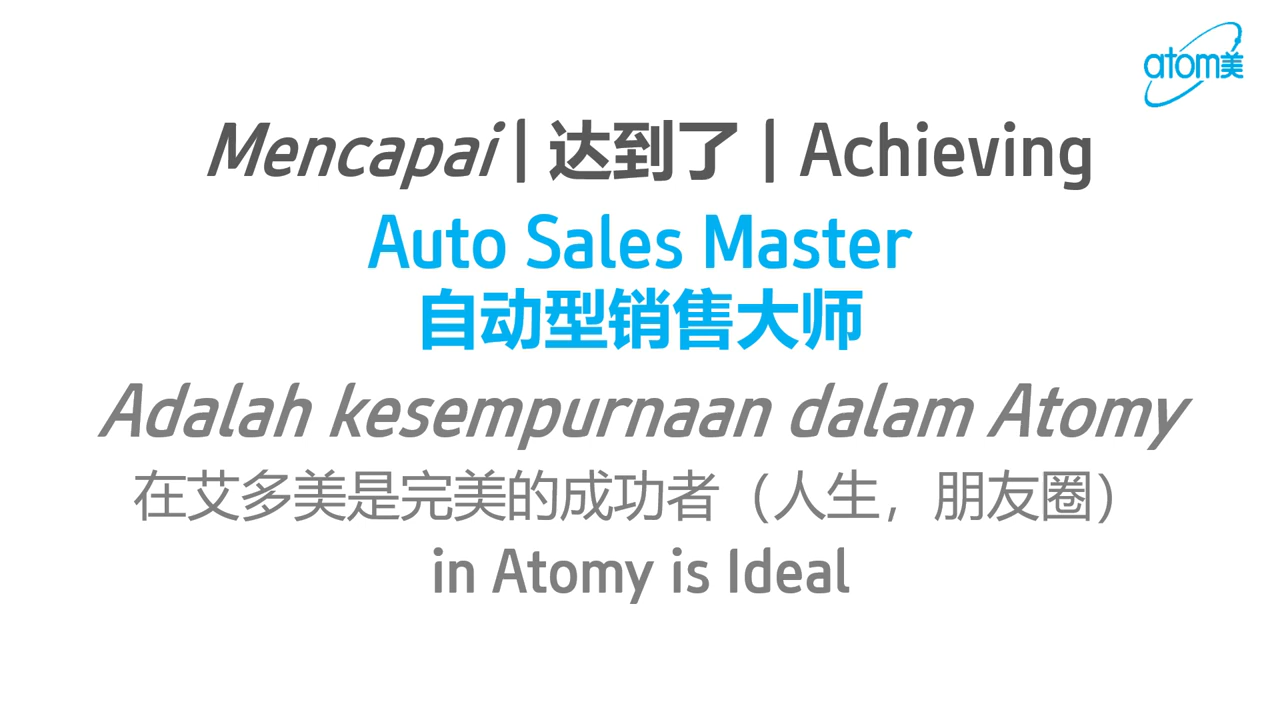 atom美
Mencapai | 达到了 | Achieving
Auto Sales Master
自动型销售大师
Adalah kesempurnaan dalam Atomy
在艾多美是完美的成功者（人生，朋友圈）
in Atomy is Ideal